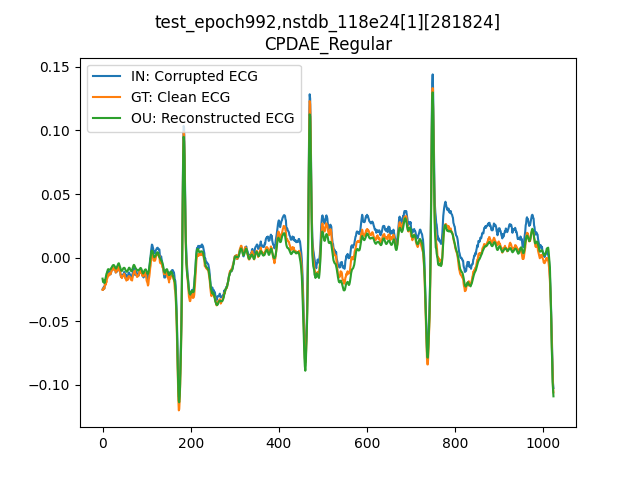 test_epoch992,nstdb_118e24[1][281824]
CPDAE_Regular
0.15
IN: Corrupted ECG
GT: Clean ECG
OU: Reconstructed ECG
0.10
0.05
0.00
−0.05
−0.10
0 200 400 600 800 1000